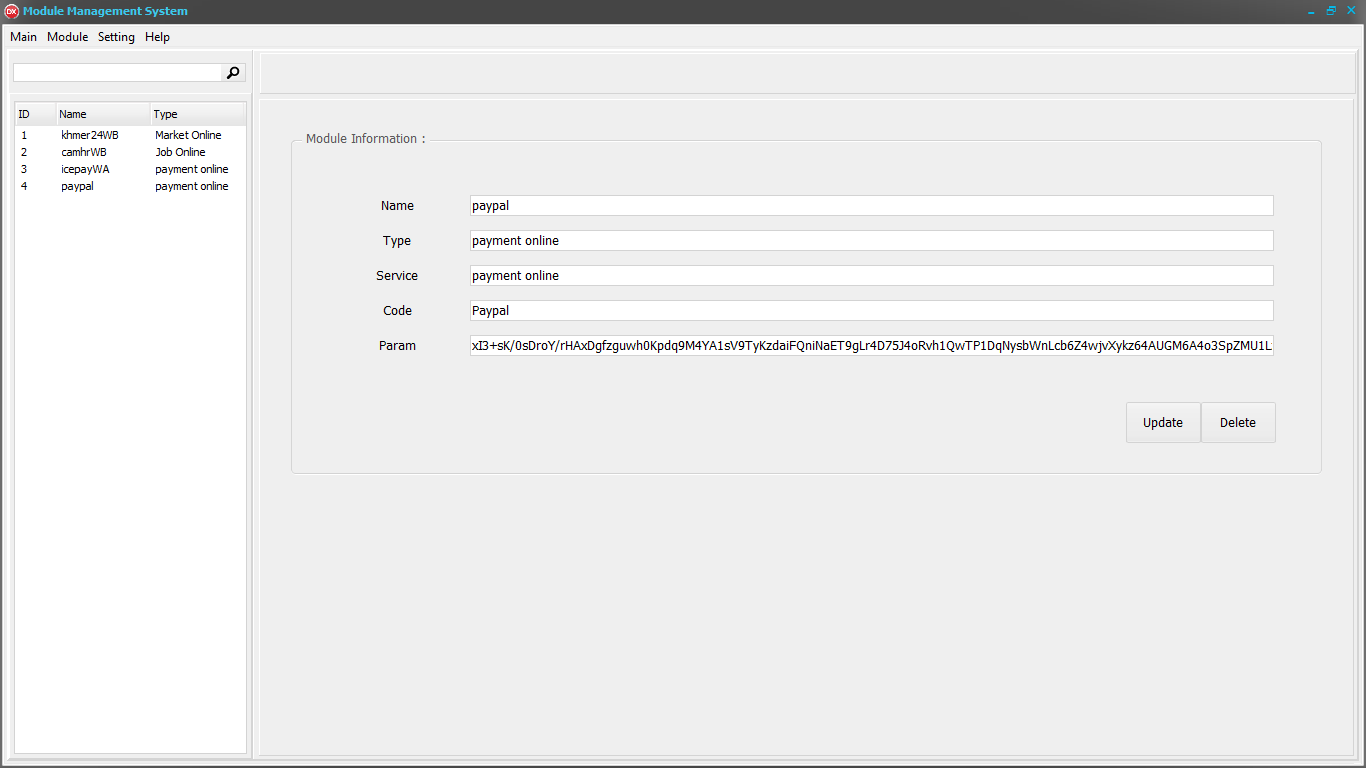 Module Management System
Main Module Setting Help
ID Name Type
1 khmer24WB Market Online
2 camhrWB Job Online
3 icepayWA payment online
4 paypal payment online
Module Information :
Name paypal
Type payment online
Service payment online
Code Paypal
Param xI3+sK/0sDroY/rHAxDgfzguwh0Kpdq9M4YA1sV9TyKzdaiFQniNaET9gLr4D75J4oRvh1QwTP1DqNysbWnLcb6Z4wjvXykz64AUGM6A4o3SpZMU1L
Update Delete